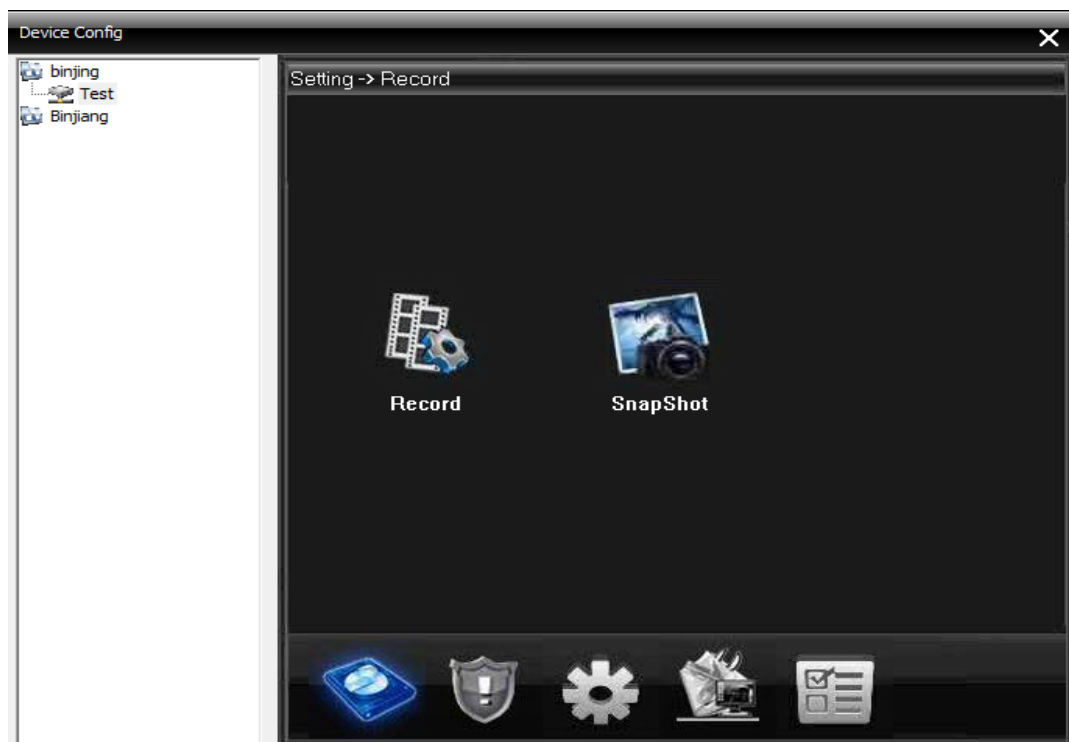 Device Config
binjing
Test
Binjiang
Setting -> Record
Record
SnapShot